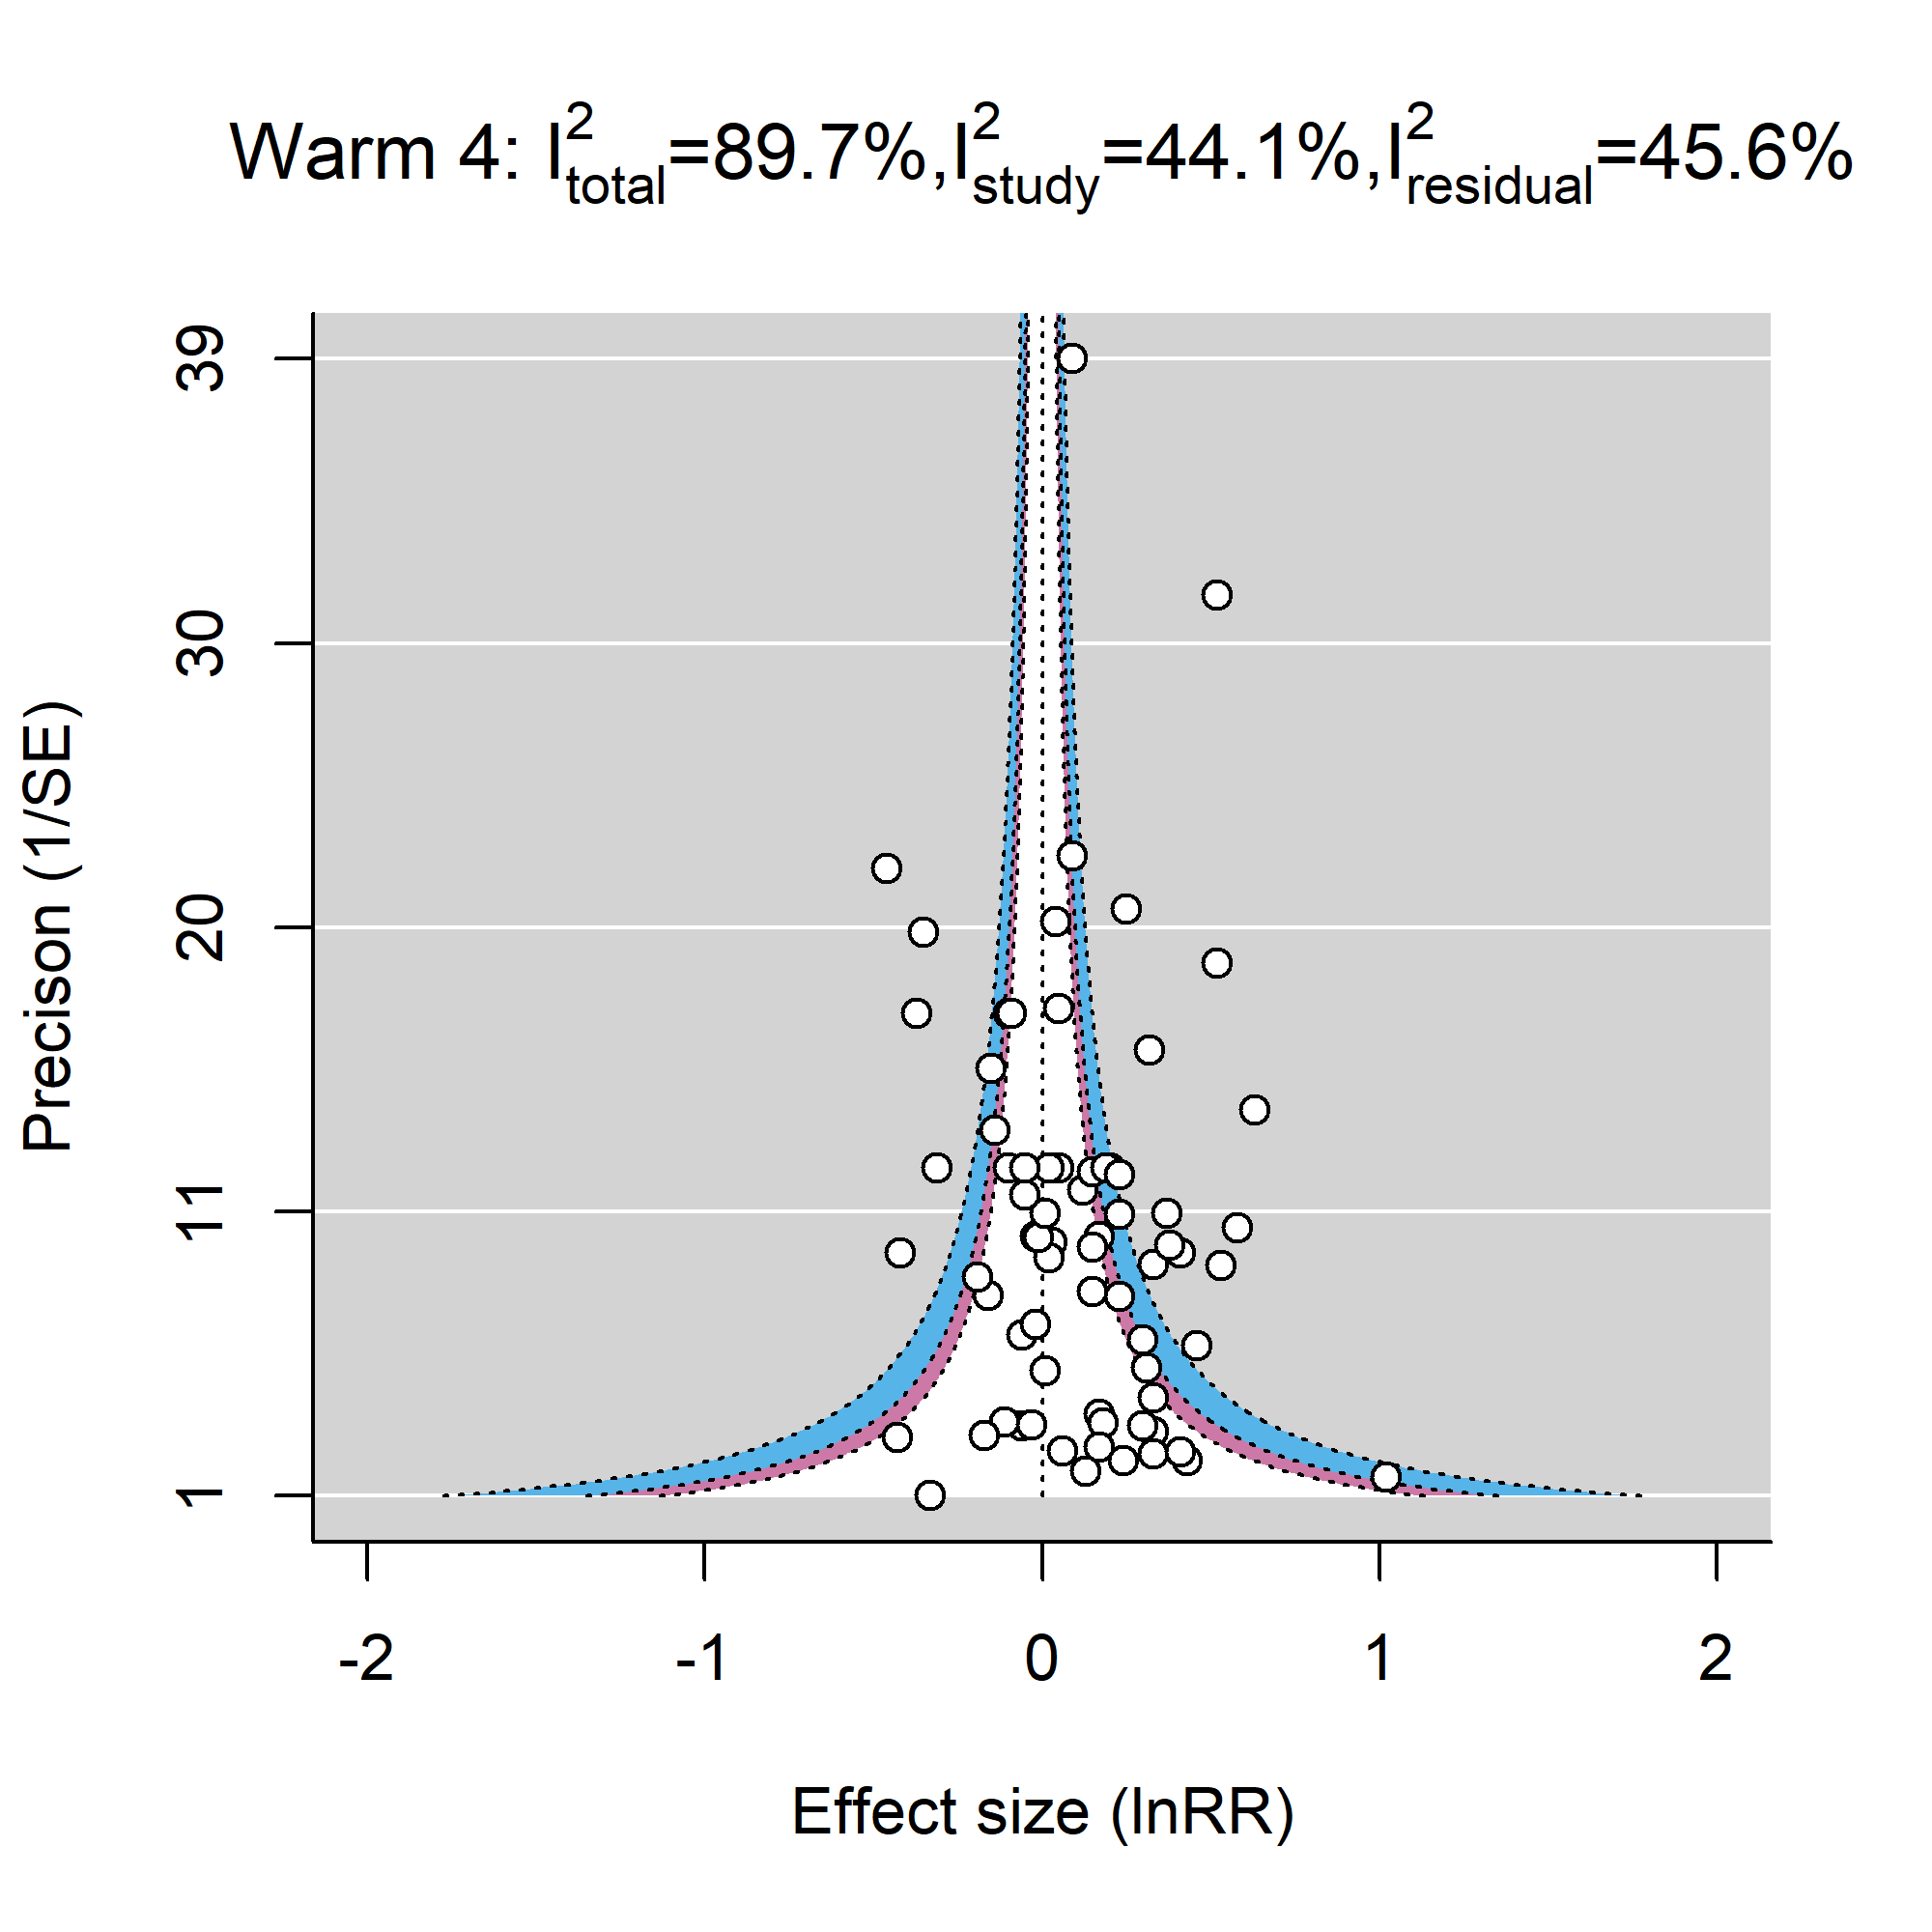 Warm 4: I²total=89.7%,I²study=44.1%,I²residual=45.6%
39
30
20
11
1
Precison (1/SE)
-2 -1 0 1 2
Effect size (lnRR)